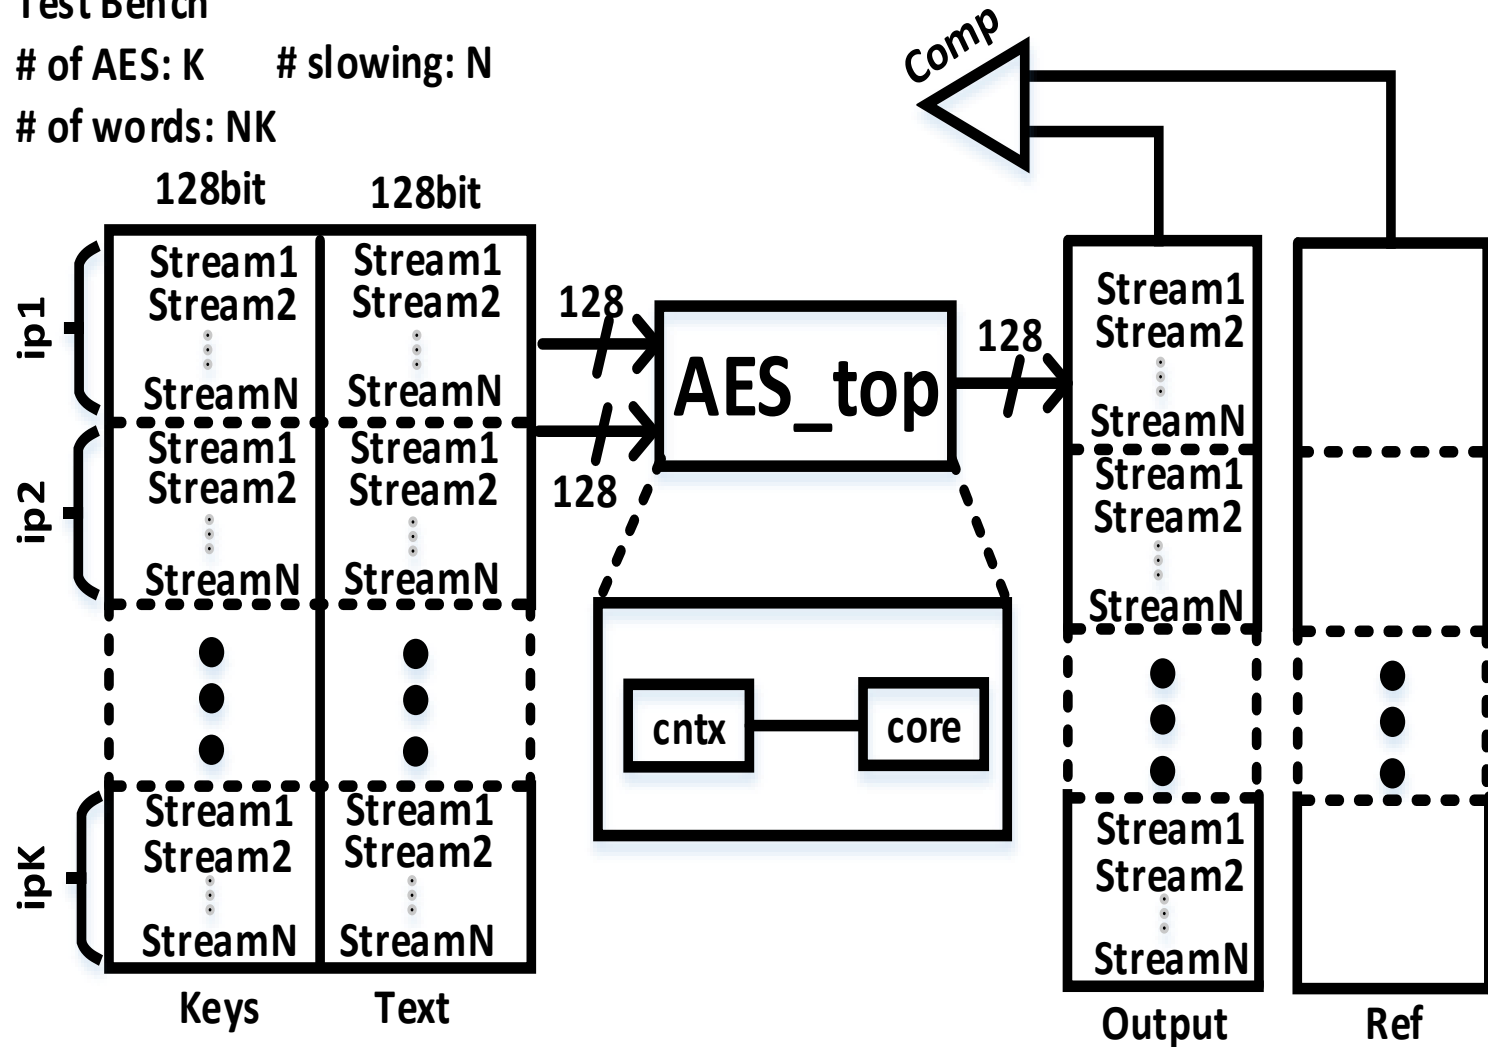 Test Bench
# of AES: K # slowing: N
# of words: NK
128bit 128bit
Comp
ip1
Stream1 Stream1
Stream2 Stream2
StreamN StreamN
ip2
Stream1 Stream1
Stream2 Stream2
StreamN StreamN
ipK
Stream1 Stream1
Stream2 Stream2
StreamN StreamN
Keys Text
128
128
AES_top
128
cntx core
Stream1
Stream2
StreamN
Stream1
Stream2
StreamN
Stream1
Stream2
StreamN
Output Ref